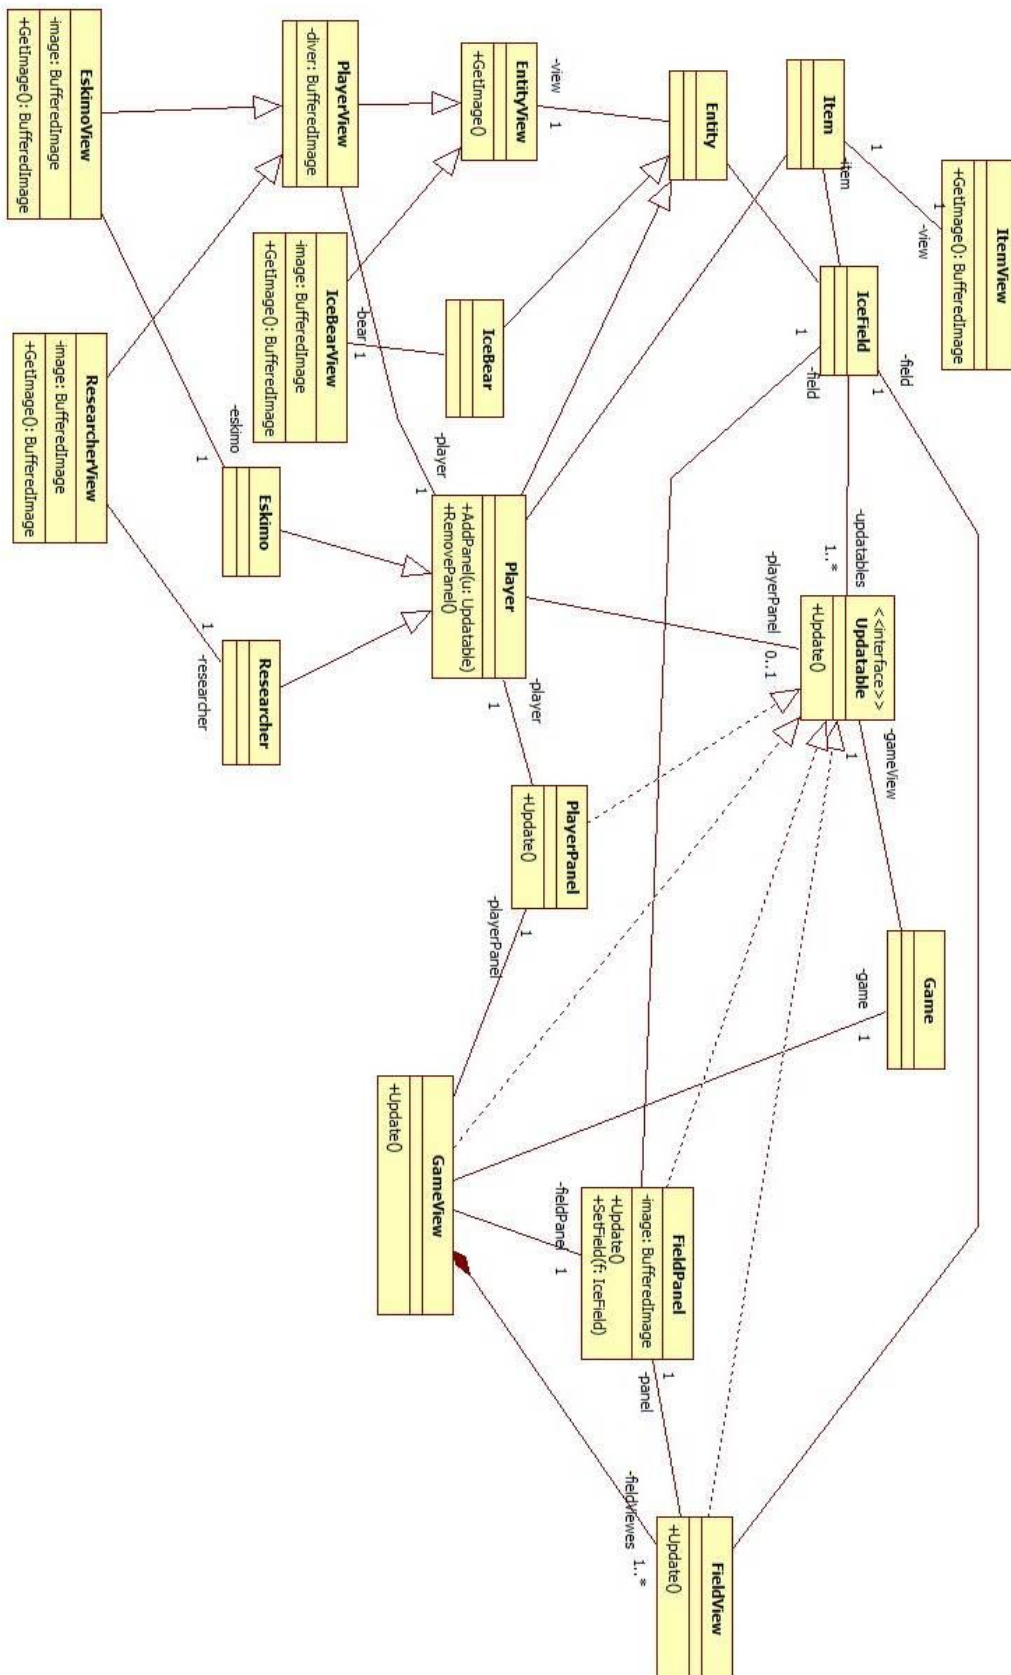 ItemView
+GetImage(): BufferedImage
1
-view
1
Item
-item
IceField
1
-field
1
-field
Game
-game
1
<<interface>>
Updatable
+Update()
-updatables
1..*
-gameView
1
-playerPanel
0..1
Entity
FieldPanel
-image: BufferedImage
+Update()
+SetField(f: IceField)
1
-panel
FieldView
+Update()
-fieldViewes
1..*
-fieldPanel
1
EntityView
+GetImage()
-view
1
PlayerPanel
+Update()
-player
1
-playerPanel
1
Player
+AddPanel(u: Updatable)
+RemovePanel()
-player
1
IceBear
-bear
1
GameView
+Update()
PlayerView
-diver: BufferedImage
IceBearView
-image: BufferedImage
+GetImage(): BufferedImage
Eskimo
-eskimo
1
Researcher
1
-researcher
EskimoView
-image: BufferedImage
+GetImage(): BufferedImage
ResearcherView
-image: BufferedImage
+GetImage(): BufferedImage